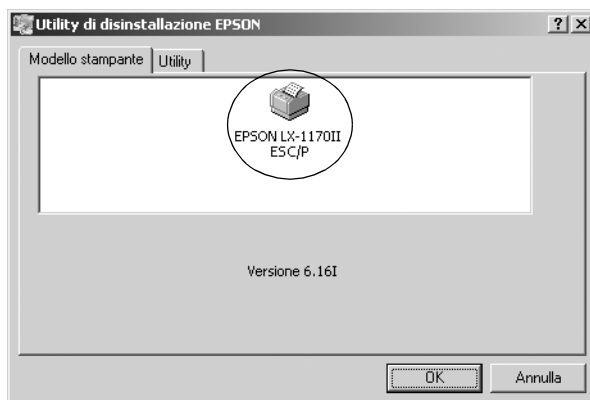 Utility di disinstallazione EPSON
Modello stampante
Utility
EPSON LX-1170II
ESC/P
Versione 6.16I
OK
Annulla